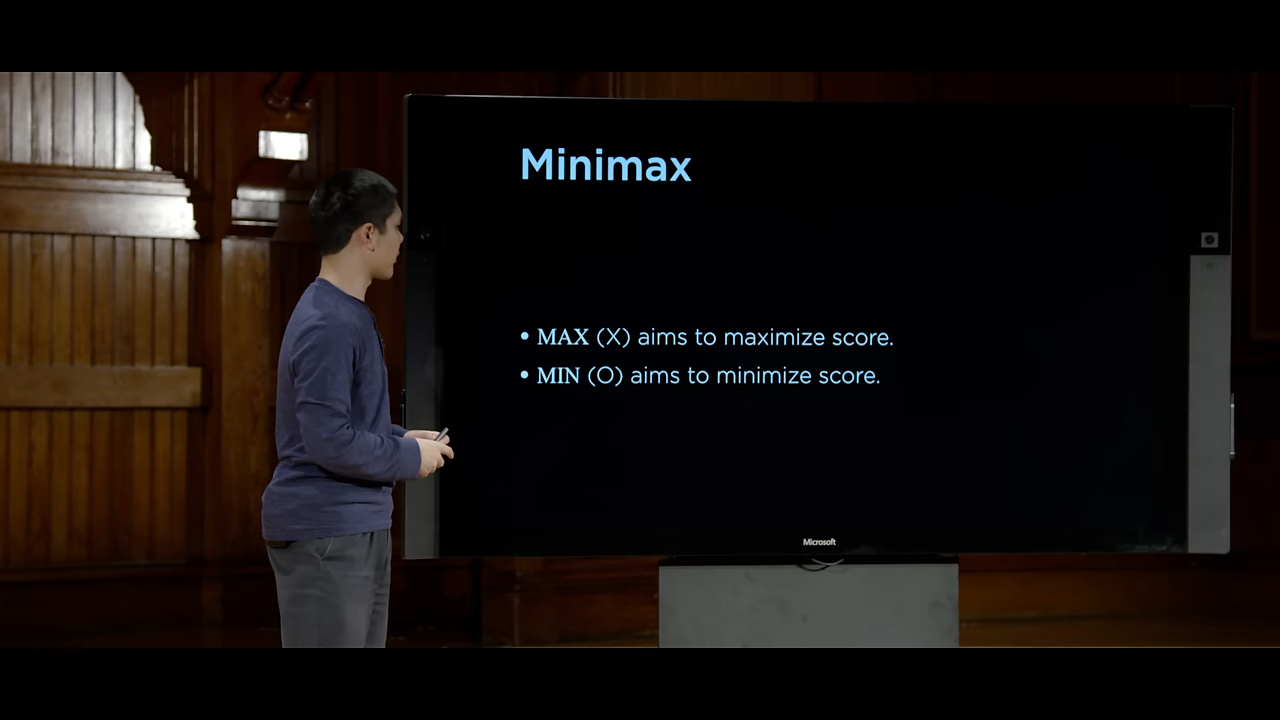 Minimax
• MAX (X) aims to maximize score.
• MIN (O) aims to minimize score.
Microsoft